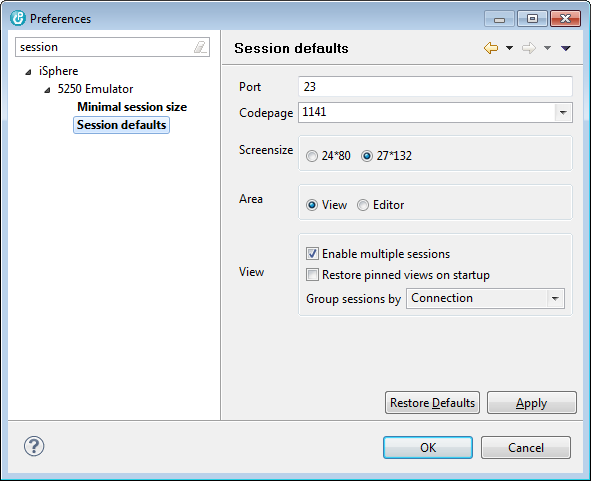 Preferences
session
iSphere
5250 Emulator
Minimal session size
Session defaults
Session defaults
Port 23
Codepage 1141
Screensize 24*80 27*132
Area View Editor
Enable multiple sessions
View Restore pinned views on startup
Group sessions by Connection
Restore Defaults Apply
? OK Cancel